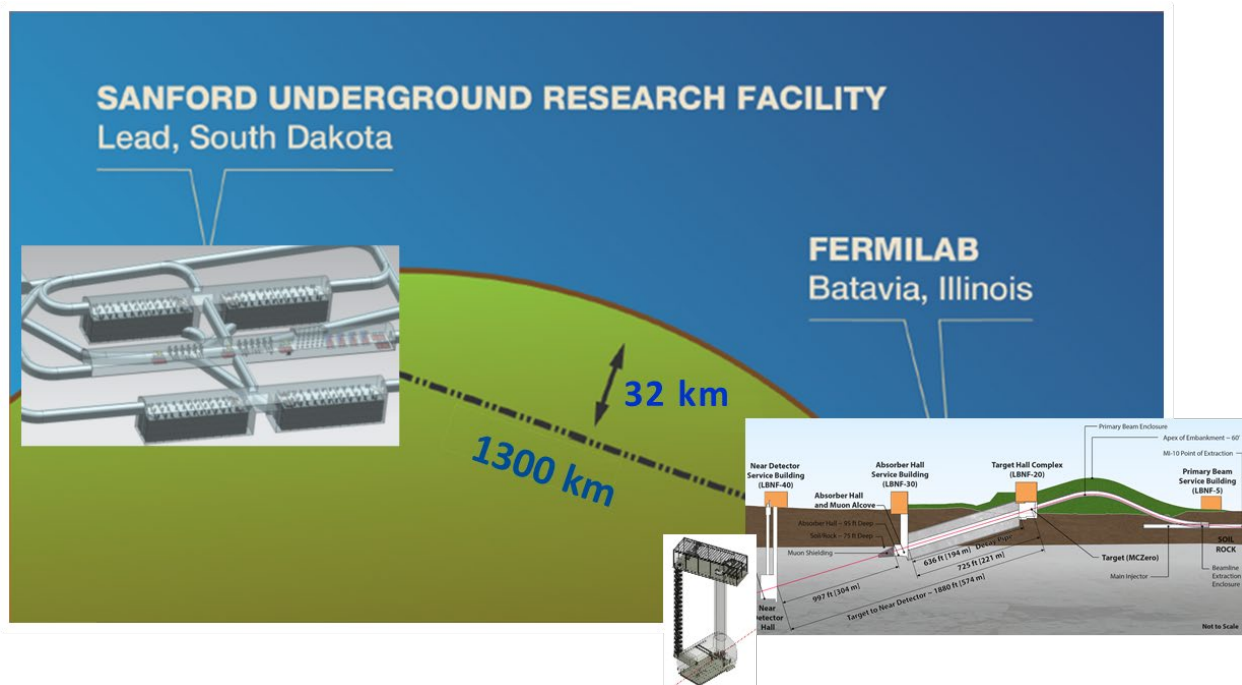 SANFORD UNDERGROUND RESEARCH FACILITY
Lead, South Dakota
FERMILAB
Batavia, Illinois
32 km
1300 km
Primary Beam Enclosure
Apex of Embankment ~ 60'
MI-10 Point of Extraction
Near Detector
Service Building
(LBNF-40)
Absorber Hall
Service Building
(LBNF-30)
Target Hall Complex
(LBNF-20)
Primary Beam
Service Building
(LBNF-5)
Absorber Hall
and Muon Alcove
Absorber Hall ~ 95 ft Deep
Soil/Rock ~ 75 ft Deep
Muon Shielding
Decay Pipe
636 ft [194 m]
725 ft [221 m]
997 ft [304 m]
Target to Near Detector ~ 1880 ft [574 m]
Target (MCZero)
Main Injector
SOIL
ROCK
Beamline
Extraction
Enclosure
Near
Detector
Hall
Not to Scale